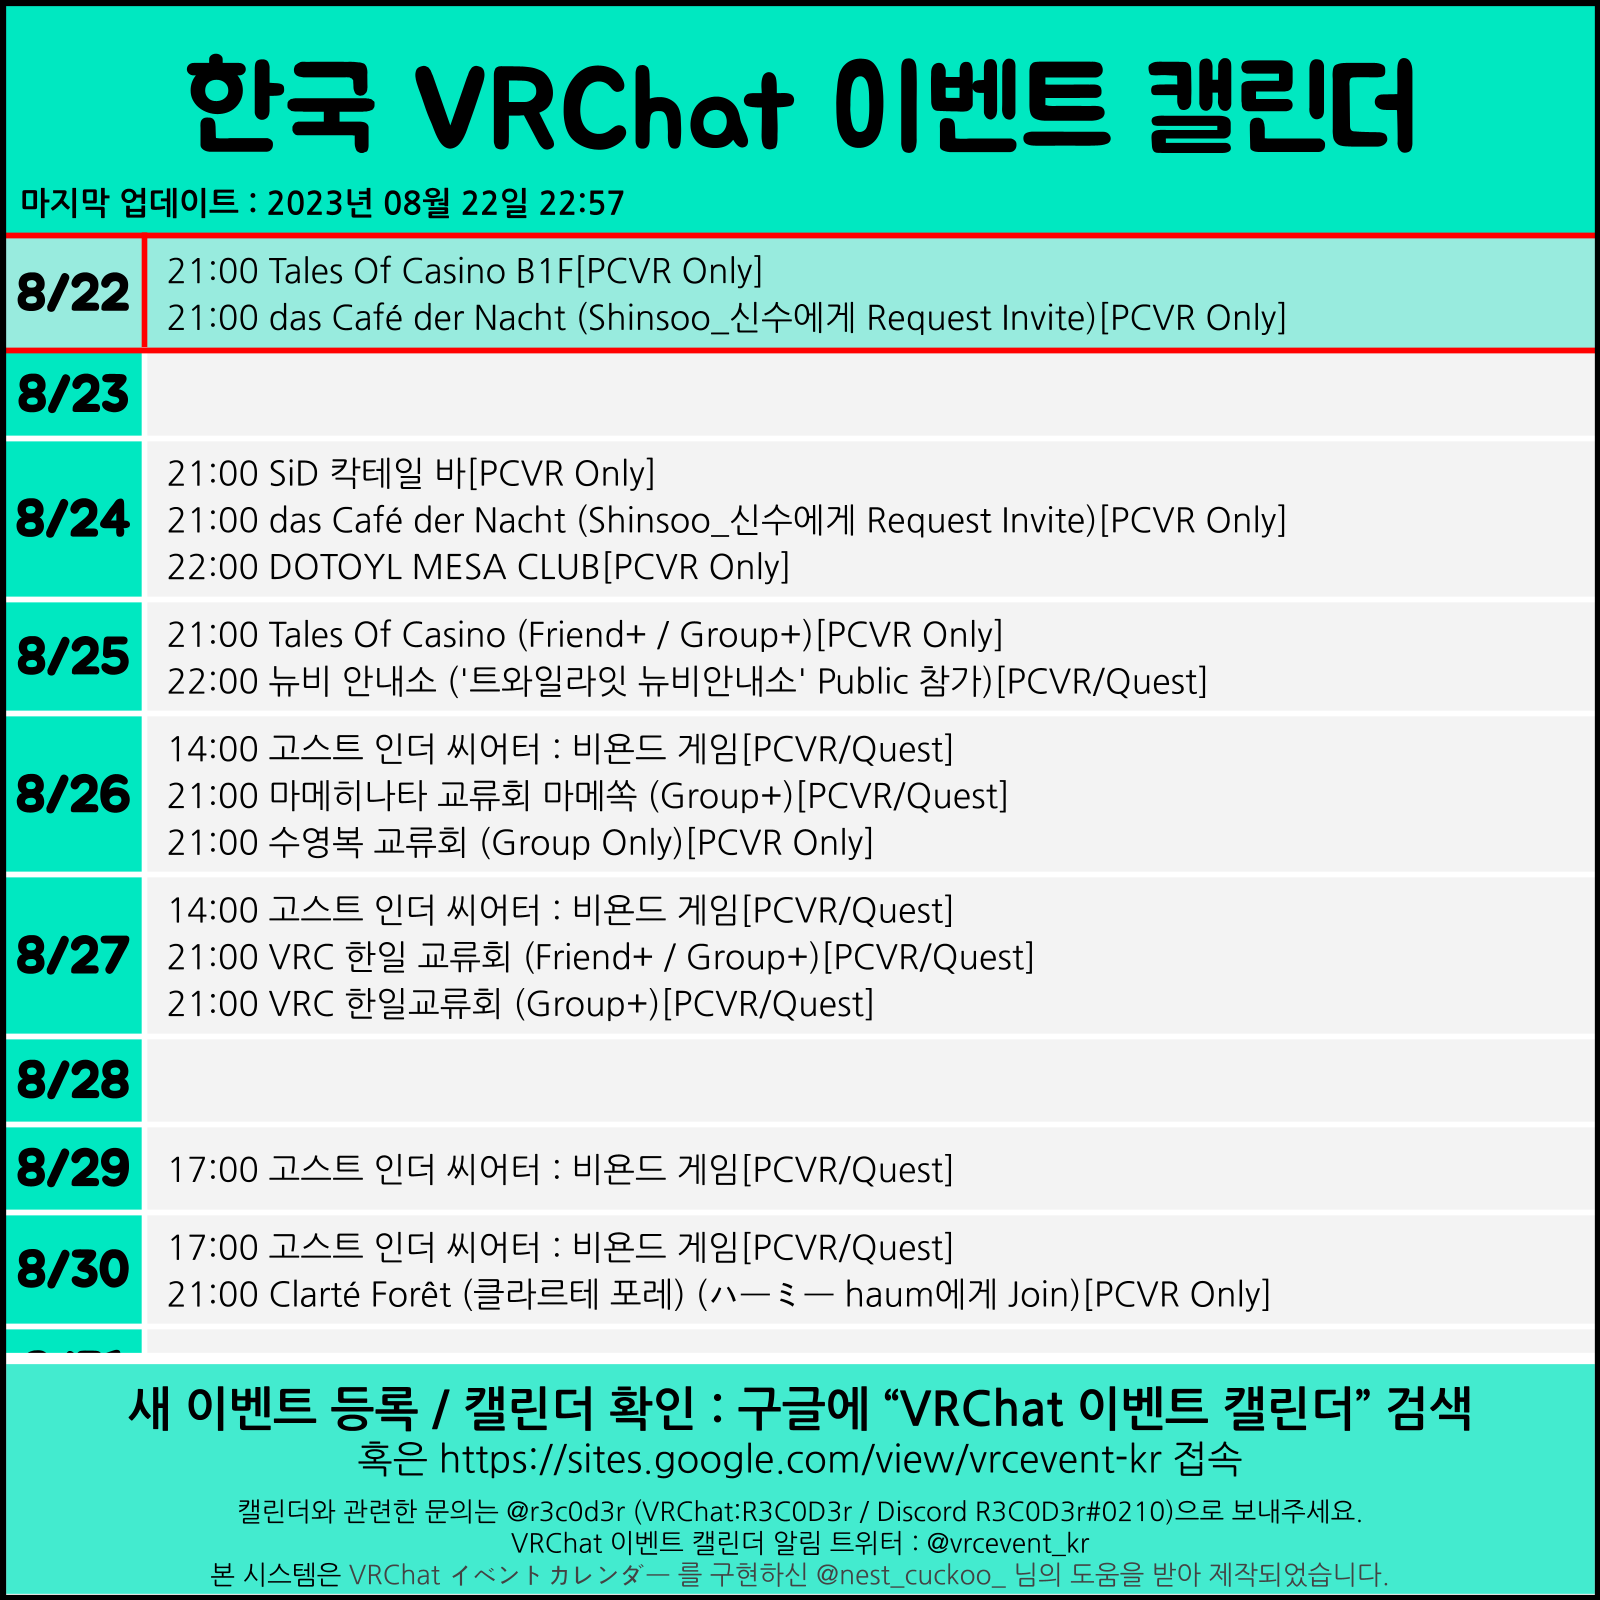 한국 VRChat 이벤트 캘린더
마지막 업데이트 : 2023년 08월 22일 22:57
8/22
21:00 Tales Of Casino B1F[PCVR Only]
21:00 das Café der Nacht (Shinsoo_신수에게 Request Invite)[PCVR Only]
8/23
8/24
21:00 SiD 칵테일 바[PCVR Only]
21:00 das Café der Nacht (Shinsoo_신수에게 Request Invite)[PCVR Only]
22:00 DOTOYL MESA CLUB[PCVR Only]
8/25
21:00 Tales Of Casino (Friend+ / Group+)[PCVR Only]
22:00 뉴비 안내소 ('트와일라잇 뉴비안내소' Public 참가)[PCVR/Quest]
8/26
14:00 고스트 인더 씨어터 : 비욘드 게임[PCVR/Quest]
21:00 마메히나타 교류회 마메쏙 (Group+)[PCVR/Quest]
21:00 수영복 교류회 (Group Only)[PCVR Only]
8/27
14:00 고스트 인더 씨어터 : 비욘드 게임[PCVR/Quest]
21:00 VRC 한일 교류회 (Friend+ / Group+)[PCVR/Quest]
21:00 VRC 한일교류회 (Group+)[PCVR/Quest]
8/28
8/29
17:00 고스트 인더 씨어터 : 비욘드 게임[PCVR/Quest]
8/30
17:00 고스트 인더 씨어터 : 비욘드 게임[PCVR/Quest]
21:00 Clarté Forêt (클라르테 포레) (ハーミー haum에게 Join)[PCVR Only]
새 이벤트 등록 / 캘린더 확인 : 구글에 “VRChat 이벤트 캘린더” 검색
혹은 https://sites.google.com/view/vrcevent-kr 접속
캘린더와 관련한 문의는 @r3c0d3r (VRChat:R3C0D3r / Discord R3C0D3r#0210)으로 보내주세요.
VRChat 이벤트 캘린더 알림 트위터 : @vrcevent_kr
본 시스템은 VRChat イベントカレンダー 를 구현하신 @nest_cuckoo_ 님의 도움을 받아 제작되었습니다.